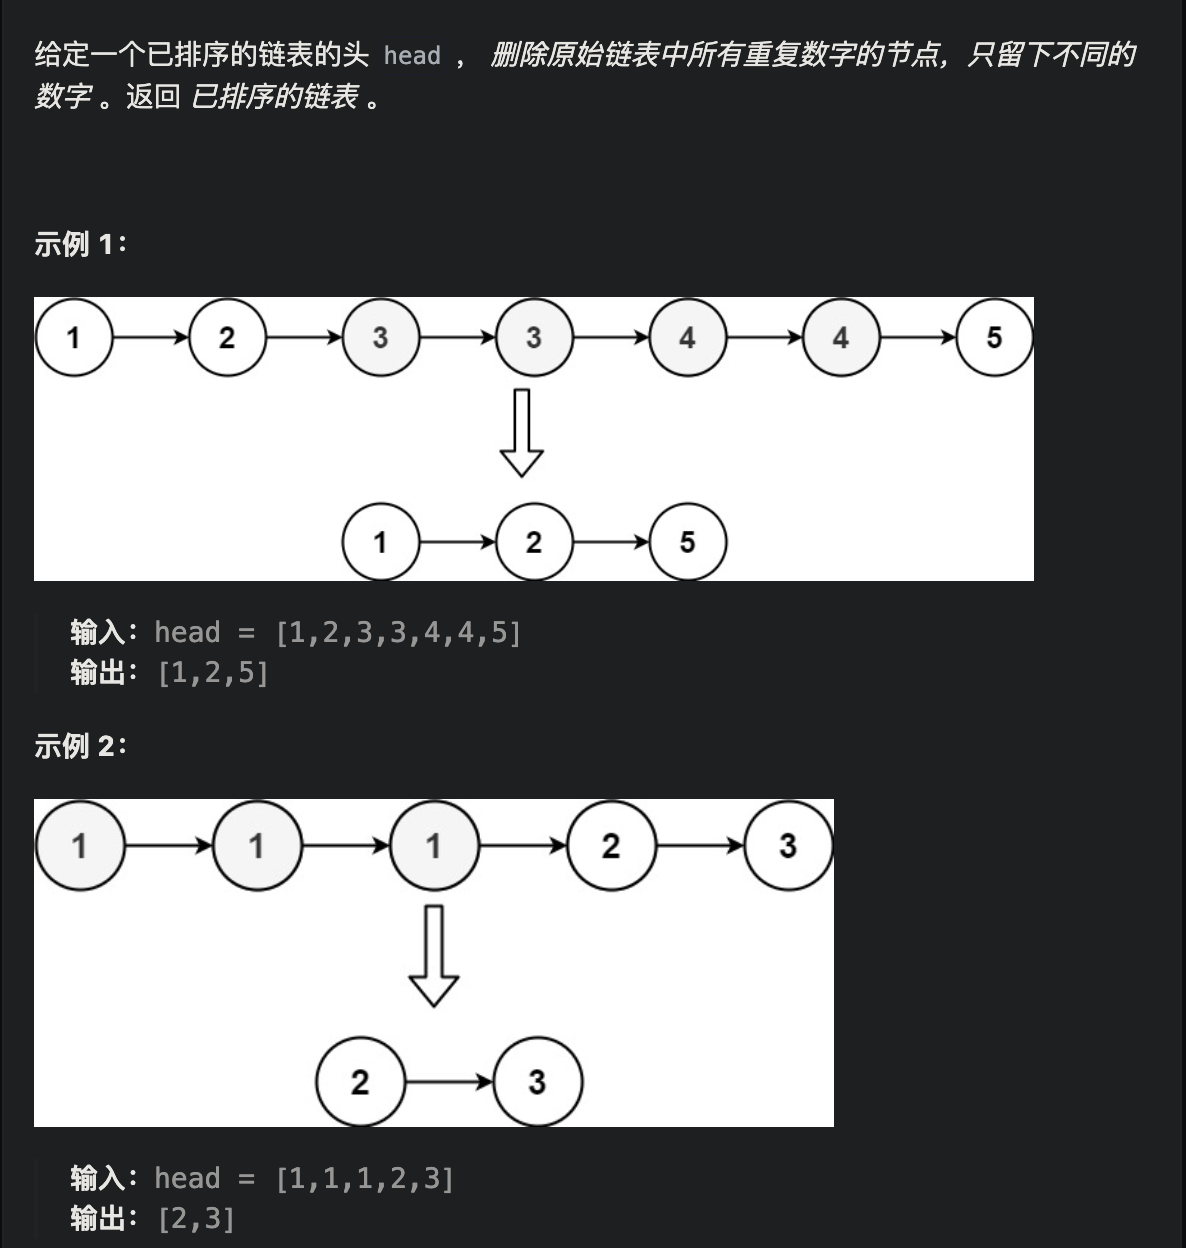 给定一个已排序的链表的头 head ， 删除原始链表中所有重复数字的节点，只留下不同的
数字 。返回 已排序的链表 。
示例 1：
1 2 3 3 4 4 5
1 2 5
输入：head = [1,2,3,3,4,4,5]
输出：[1,2,5]
示例 2：
1 1 1 2 3
2 3
输入：head = [1,1,1,2,3]
输出：[2,3]